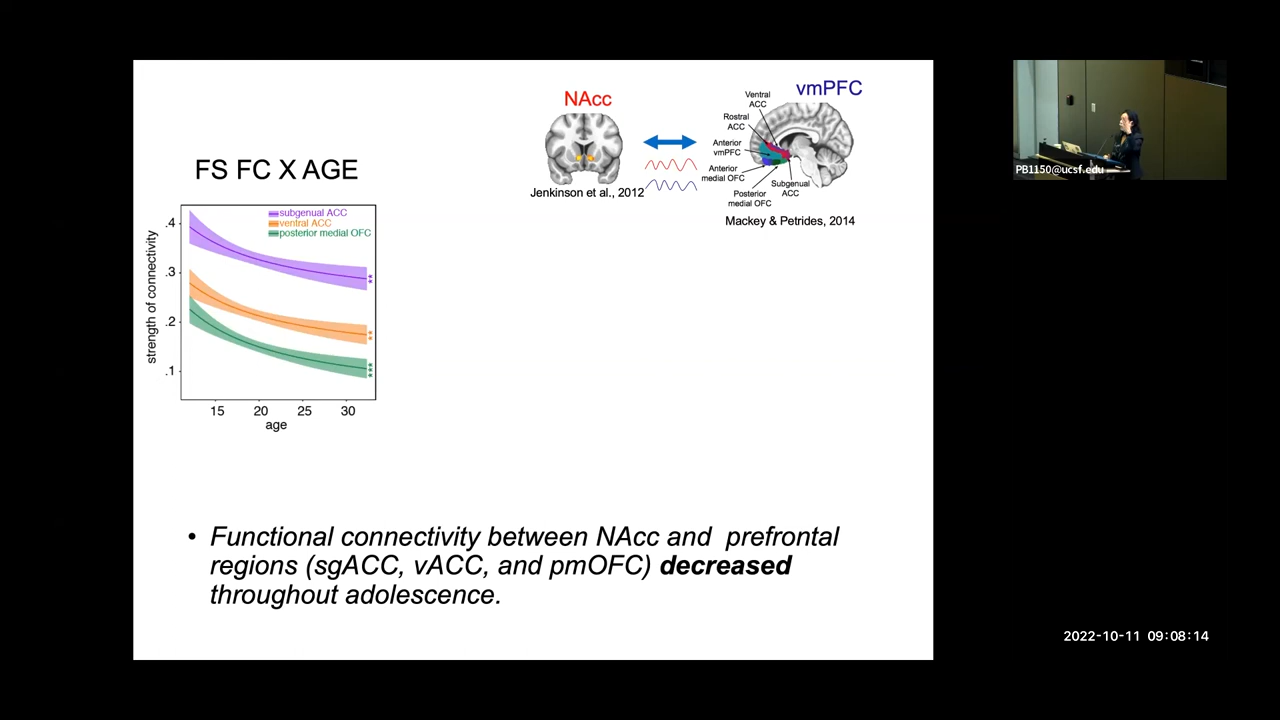 NAcc
vmPFC
Ventral
ACC
Rostral
ACC
Anterior
vmPFC
Anterior
medial OFC
Posterior
medial OFC
Subgenual
ACC
Jenkinson et al., 2012
Mackey & Petrides, 2014
FS FC X AGE
subgenual ACC
ventral ACC
posterior medial OFC
strength of connectivity
.4
.3
.2
.1
**
**
***
15 20 25 30
age
• Functional connectivity between NAcc and prefrontal
regions (sgACC, vACC, and pmOFC) decreased
throughout adolescence.
PB1150@ucsf.edu
2022-10-11 09:08:14